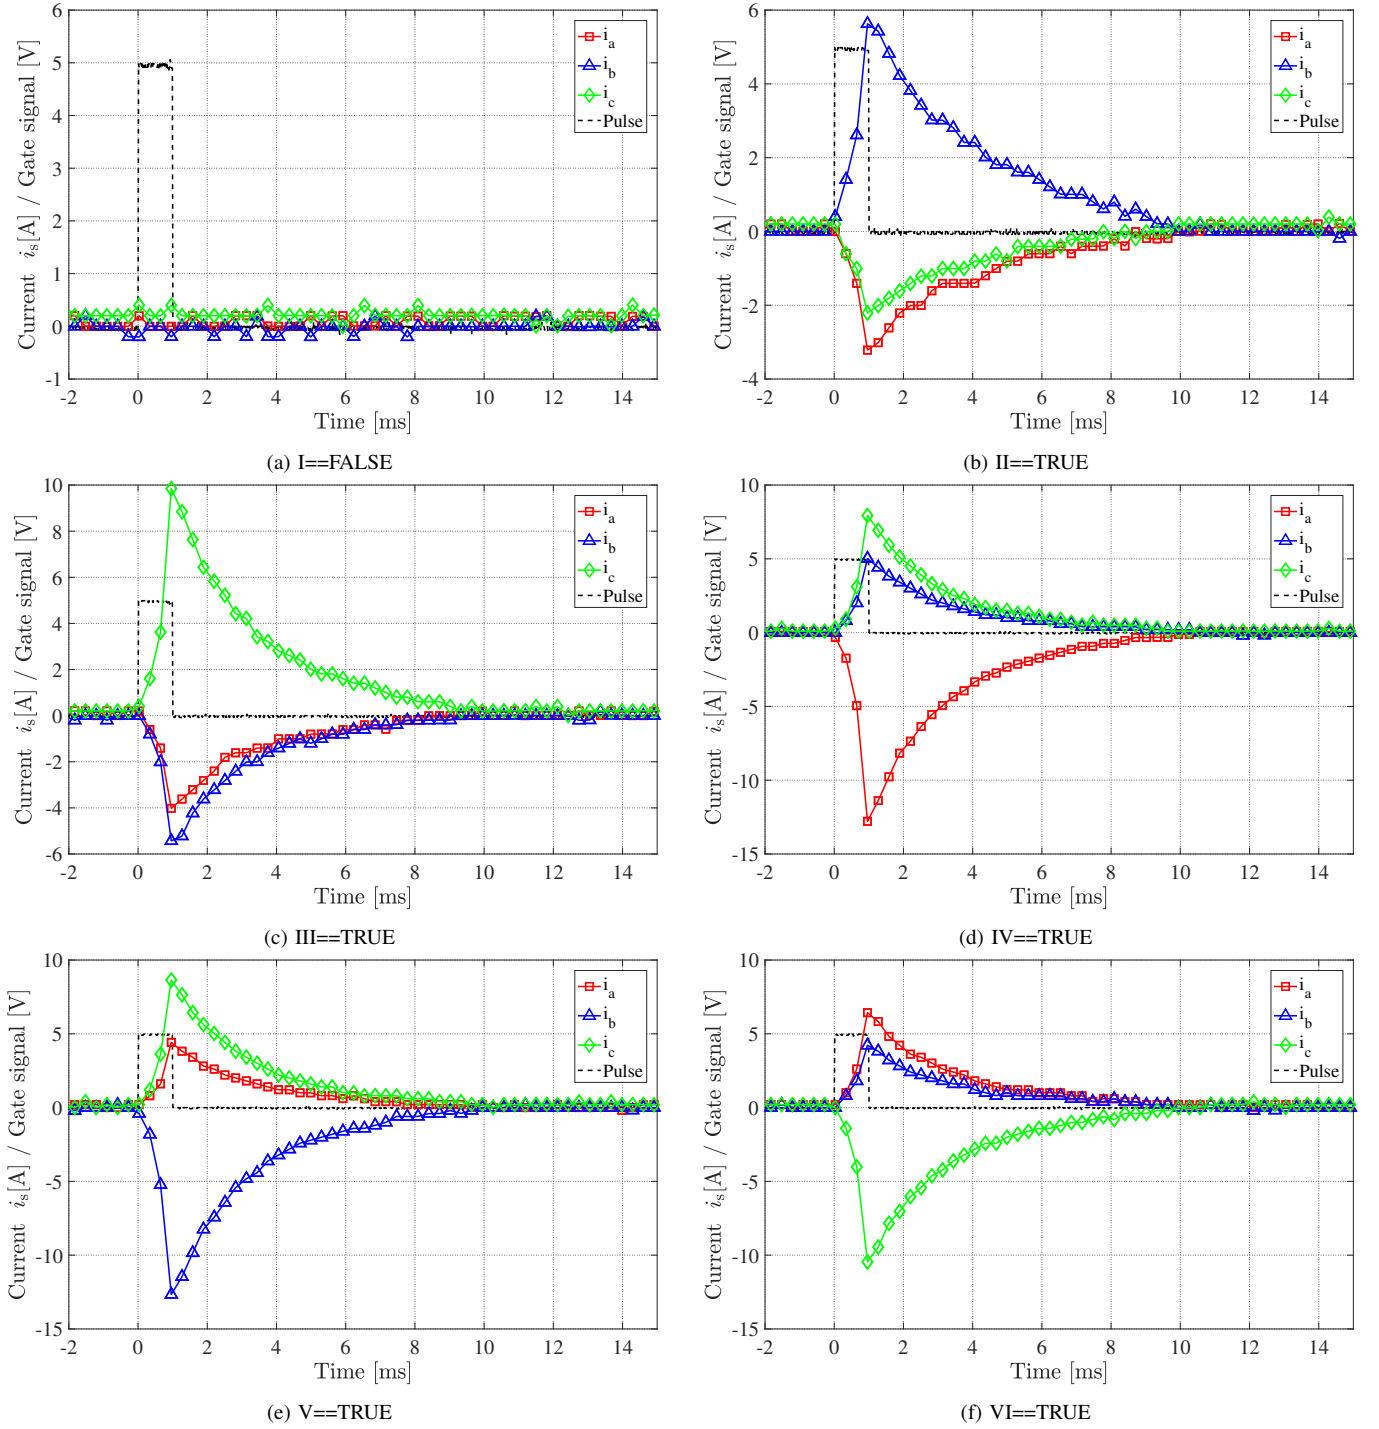 Current i_s[A] / Gate signal [V]
6
5
4
3
2
1
0
-1
i_a
i_b
i_c
Pulse
-2 0 2 4 6 8 10 12 14
Time [ms]
(a) I==FALSE
Current i_s[A] / Gate signal [V]
6
4
2
0
-2
-4
i_a
i_b
i_c
Pulse
-2 0 2 4 6 8 10 12 14
Time [ms]
(b) II==TRUE
Current i_s[A] / Gate signal [V]
10
8
6
4
2
0
-2
-4
-6
i_a
i_b
i_c
Pulse
-2 0 2 4 6 8 10 12 14
Time [ms]
(c) III==TRUE
Current i_s[A] / Gate signal [V]
10
5
0
-5
-10
-15
i_a
i_b
i_c
Pulse
-2 0 2 4 6 8 10 12 14
Time [ms]
(d) IV==TRUE
Current i_s[A] / Gate signal [V]
10
5
0
-5
-10
-15
i_a
i_b
i_c
Pulse
-2 0 2 4 6 8 10 12 14
Time [ms]
(e) V==TRUE
Current i_s[A] / Gate signal [V]
10
5
0
-5
-10
-15
i_a
i_b
i_c
Pulse
-2 0 2 4 6 8 10 12 14
Time [ms]
(f) VI==TRUE